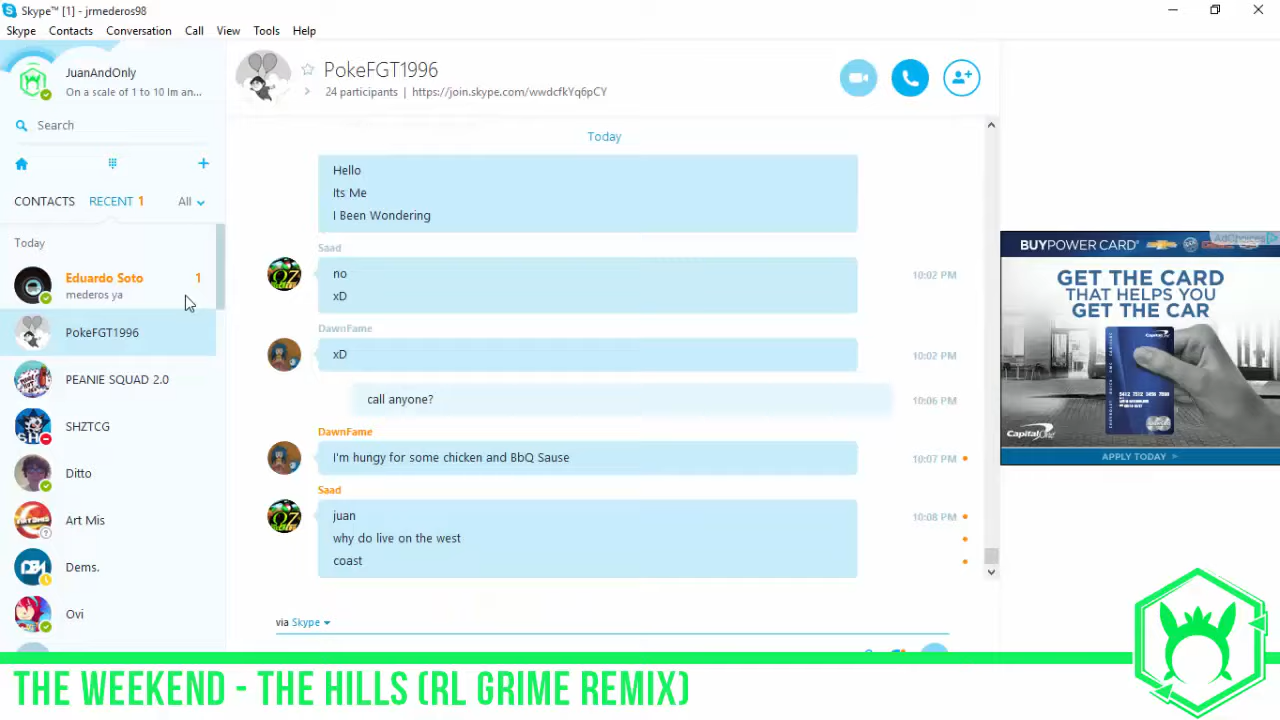 Skype™ [1] - jrmederos98
Skype Contacts Conversation Call View Tools Help
JuanAndOnly
On a scale of 1 to 10 Im an...
Search
CONTACTS RECENT 1 All
Today
Eduardo Soto 1
mederos ya
PokeFGT1996
PEANIE SQUAD 2.0
SHZTCG
Ditto
Art Mis
Dems.
Ovi
PokeFGT1996
24 participants | https://join.skype.com/wwdcfkYq6pCY
Today
Hello
Its Me
I Been Wondering
Saad
no 10:02 PM
xD
DawnFame
xD 10:02 PM
call anyone? 10:06 PM
DawnFame
I'm hungy for some chicken and BbQ Sause 10:07 PM
Saad
juan 10:08 PM
why do live on the west
coast
via Skype
BUYPOWER CARD
AdChoices
GET THE CARD
THAT HELPS YOU
GET THE CAR
Capital One
APPLY TODAY
THE WEEKEND - THE HILLS (RL GRIME REMIX)